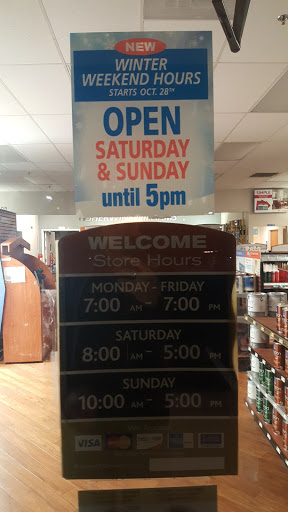 NEW
WINTER
WEEKEND HOURS
STARTS OCT. 28TH
OPEN
SATURDAY
& SUNDAY
until 5pm
WELCOME
Store Hours
MONDAY - FRIDAY
7:00 AM - 7:00 PM
SATURDAY
8:00 AM - 5:00 PM
SUNDAY
10:00 AM - 5:00 PM
We Accept
VISA